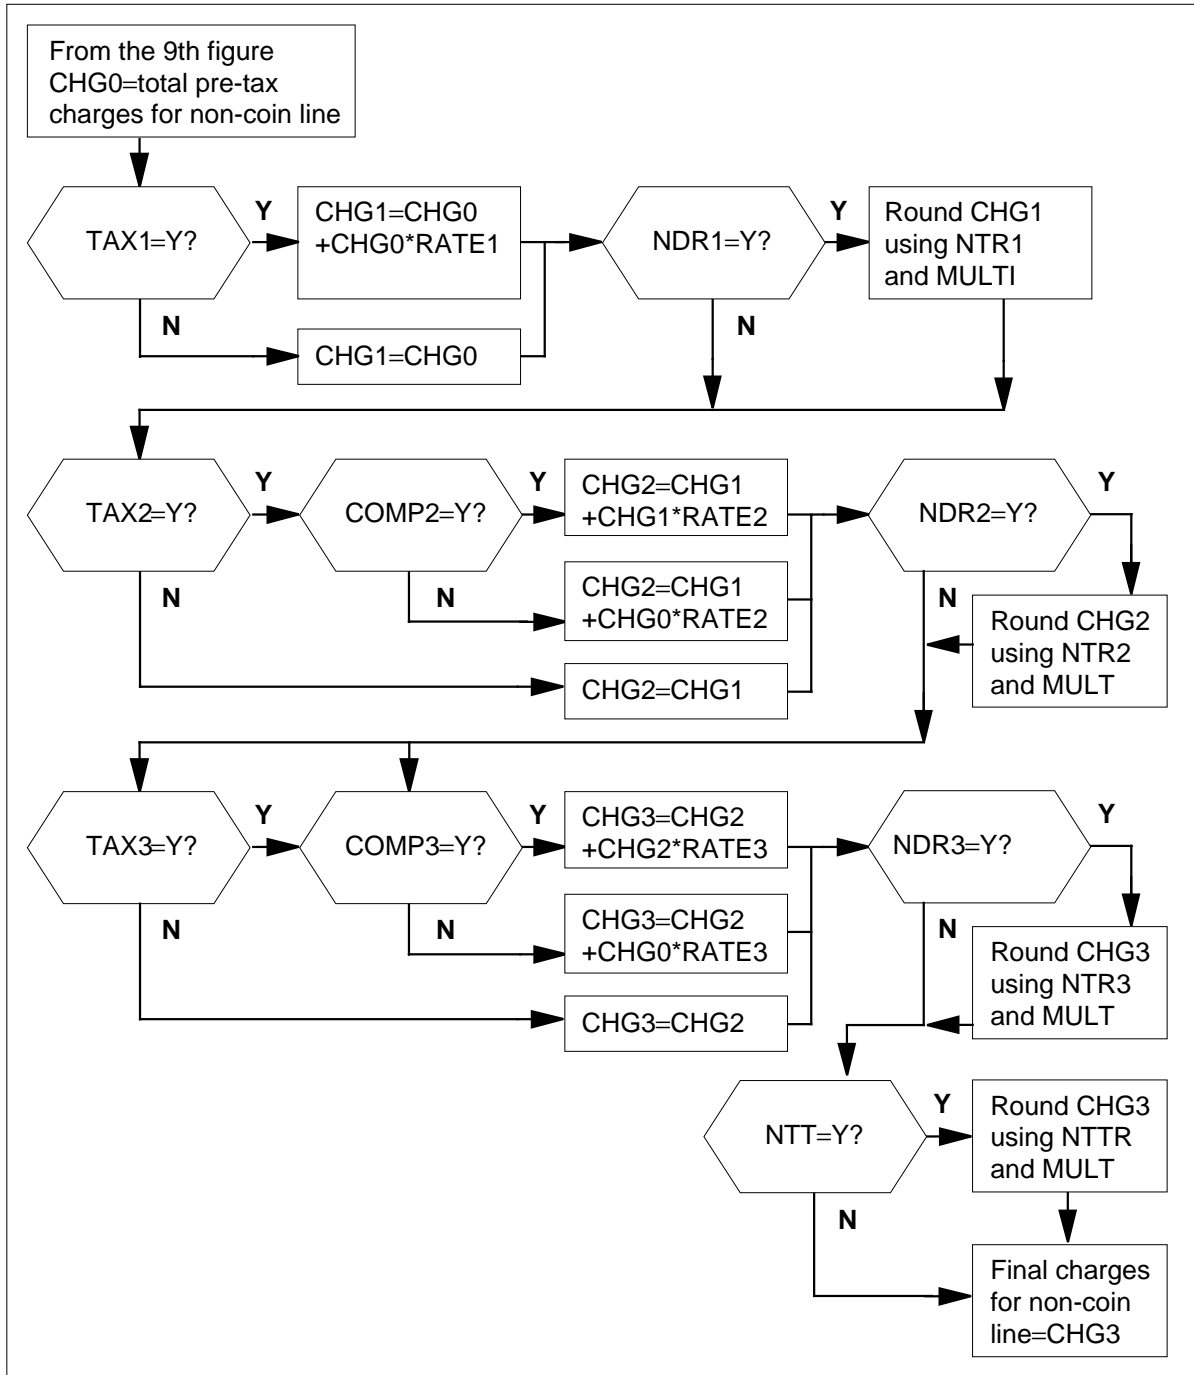 From the 9th figure
CHG0=total pre-tax
charges for non-coin line
TAX1=Y?
Y
CHG1=CHG0
+CHG0*RATE1
NDR1=Y?
Y
Round CHG1
using NTR1
and MULTI
N
CHG1=CHG0
N
TAX2=Y?
Y
COMP2=Y?
Y
CHG2=CHG1
+CHG1*RATE2
NDR2=Y?
Y
N
N
CHG2=CHG1
+CHG0*RATE2
N
Round CHG2
using NTR2
and MULT
CHG2=CHG1
TAX3=Y?
Y
COMP3=Y?
Y
CHG3=CHG2
+CHG2*RATE3
NDR3=Y?
Y
N
N
CHG3=CHG2
+CHG0*RATE3
N
Round CHG3
using NTR3
and MULT
CHG3=CHG2
NTT=Y?
Y
Round CHG3
using NTTR
and MULT
N
Final charges
for non-coin
line=CHG3